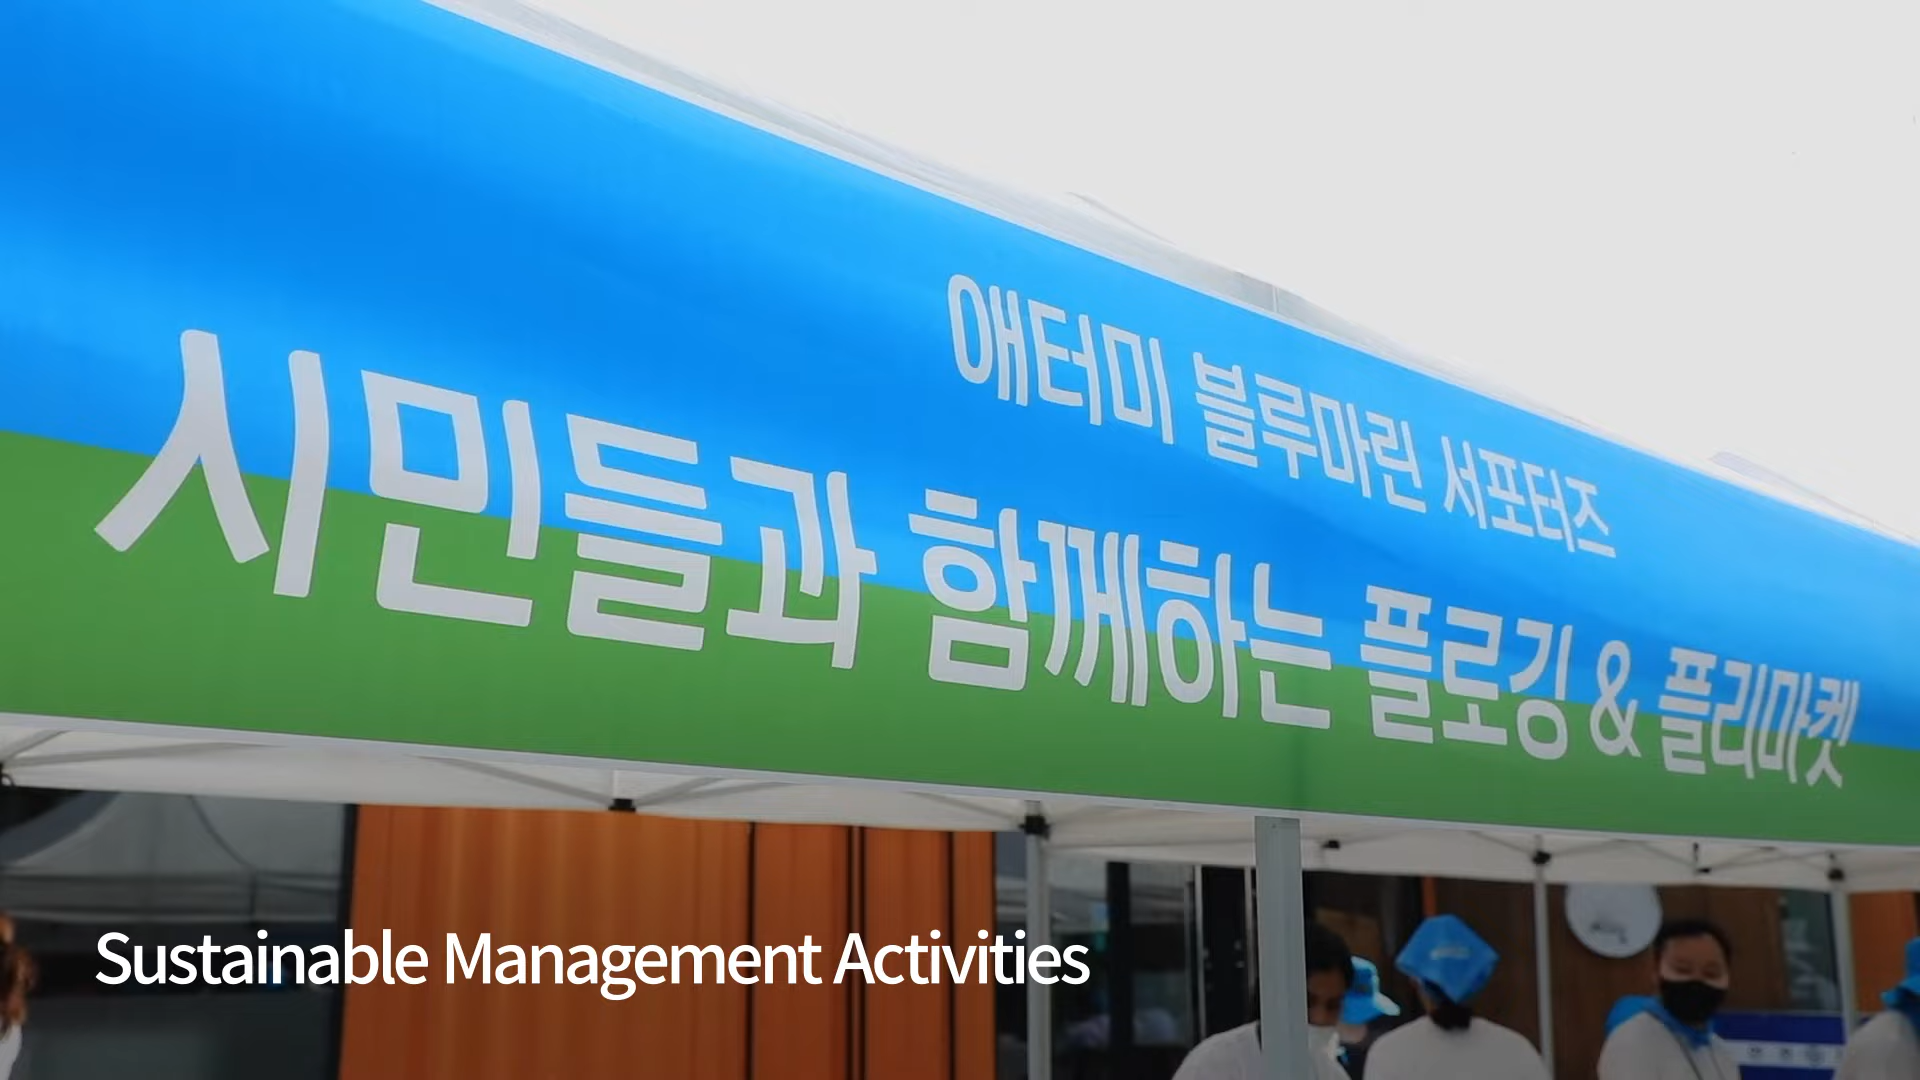 애터미 블루마린 서포터즈
시민들과 함께하는 플로깅 & 플리마켓
Sustainable Management Activities